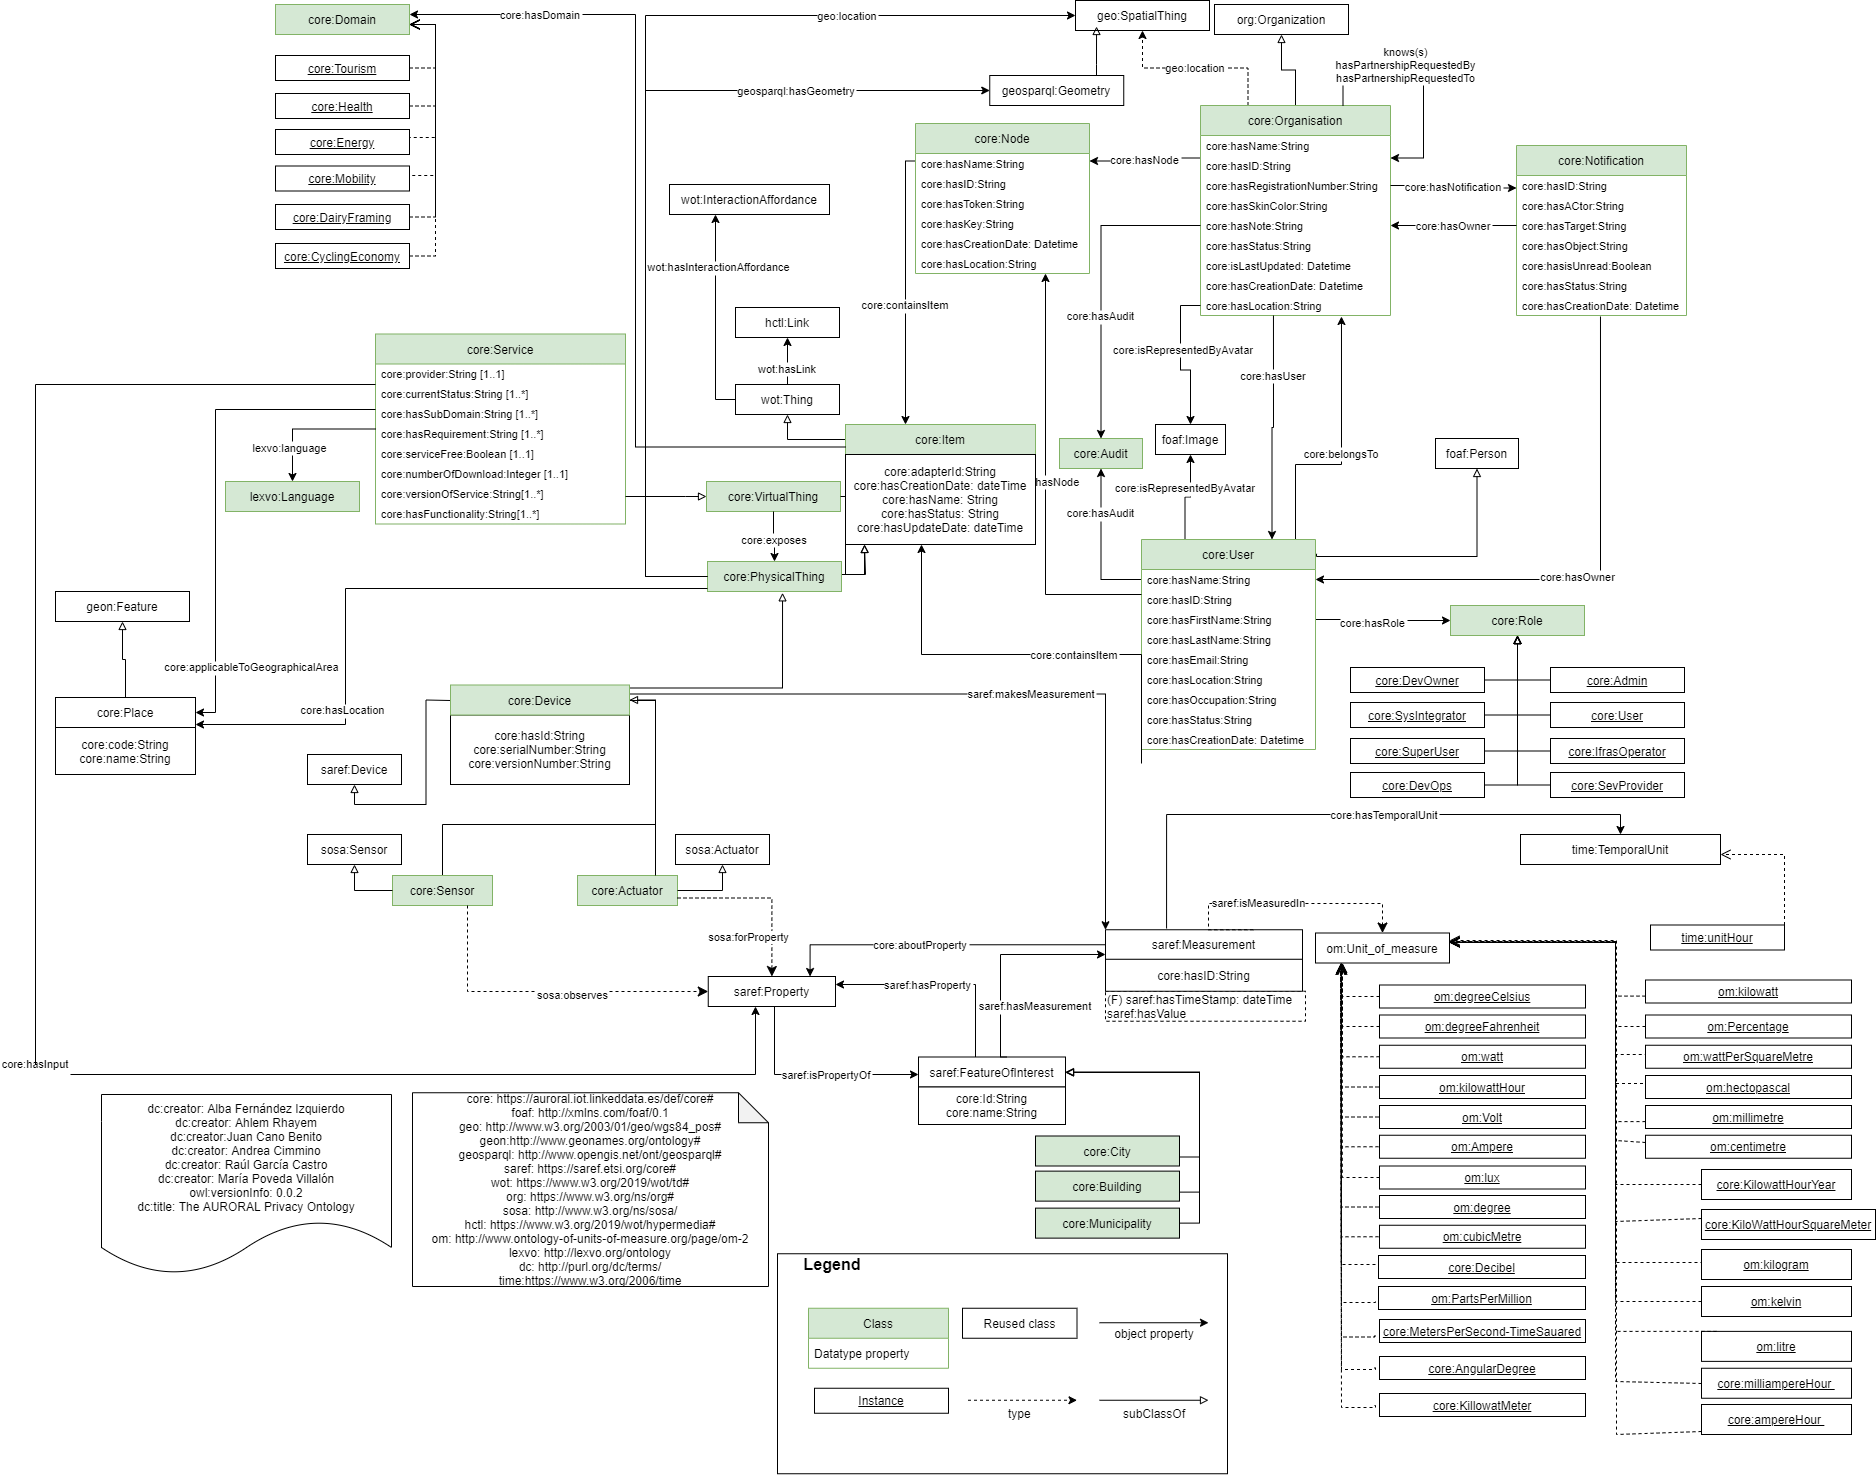 core:Domain
core:hasDomain
geo:location
geo:SpatialThing
org:Organization
core:Tourism
core:Health
core:Energy
core:Mobility
core:DairyFraming
core:CyclingEconomy
geo:location
knows(s)
hasPartnershipRequestedBy
hasPartnershipRequestedTo
geosparql:hasGeometry
geosparql:Geometry
core:Node
core:hasName:String
core:hasID:String
core:hasToken:String
core:hasKey:String
core:hasCreationDate: Datetime
core:hasLocation:String
core:hasNode
core:Organisation
core:hasName:String
core:hasID:String
core:hasRegistrationNumber:String
core:hasSkinColor:String
core:hasNote:String
core:hasStatus:String
core:isLastUpdated: Datetime
core:hasCreationDate: Datetime
core:hasLocation:String
core:hasNotification
core:hasOwner
core:Notification
core:hasID:String
core:hasACtor:String
core:hasTarget:String
core:hasObject:String
core:hasisUnread:Boolean
core:hasStatus:String
core:hasCreationDate: Datetime
wot:InteractionAffordance
wot:hasInteractionAffordance
core:containsItem
hctl:Link
wot:hasLink
wot:Thing
core:hasAudit
core:isRepresentedByAvatar
core:hasUser
core:Service
core:provider:String [1..1]
core:currentStatus:String [1..*]
core:hasSubDomain:String [1..*]
core:hasRequirement:String [1..*]
core:serviceFree:Boolean [1..1]
core:numberOfDownload:Integer [1..1]
core:versionOfService:String[1..*]
core:hasFunctionality:String[1..*]
lexvo:language
lexvo:Language
core:Item
core:adapterId:String
core:hasCreationDate: dateTime
core:hasName: String
core:hasStatus: String
core:hasUpdateDate: dateTime
core:VirtualThing
core:exposes
core:PhysicalThing
hasNode
core:Audit
foaf:Image
core:isRepresentedByAvatar
core:hasAudit
core:belongsTo
foaf:Person
core:User
core:hasName:String
core:hasID:String
core:hasFirstName:String
core:hasLastName:String
core:hasEmail:String
core:hasLocation:String
core:hasOccupation:String
core:hasStatus:String
core:hasCreationDate: Datetime
core:hasOwner
core:hasRole
core:Role
core:DevOwner
core:Admin
core:SysIntegrator
core:User
core:SuperUser
core:IfrasOperator
core:DevOps
core:SevProvider
core:containsItem
geon:Feature
core:applicableToGeographicalArea
core:hasLocation
core:Place
core:code:String
core:name:String
core:Device
core:hasId:String
core:serialNumber:String
core:versionNumber:String
saref:makesMeasurement
saref:Device
sosa:Sensor
sosa:Actuator
core:Sensor
core:Actuator
core:hasTemporalUnit
time:TemporalUnit
time:unitHour
sosa:forProperty
sosa:observes
core:aboutProperty
saref:Property
saref:hasProperty
saref:hasMeasurement
saref:isPropertyOf
saref:isMeasuredIn
saref:Measurement
core:hasID:String
(F) saref:hasTimeStamp: dateTime
saref:hasValue
om:Unit_of_measure
saref:FeatureOfInterest
core:Id:String
core:name:String
core:City
core:Building
core:Municipality
core:hasInput
om:degreeCelsius
om:degreeFahrenheit
om:watt
om:kilowattHour
om:Volt
om:Ampere
om:lux
om:degree
om:cubicMetre
core:Decibel
om:PartsPerMillion
core:MetersPerSecond-TimeSauared
core:AngularDegree
core:KillowatMeter
om:kilowatt
om:Percentage
om:wattPerSquareMetre
om:hectopascal
om:millimetre
om:centimetre
core:KilowattHourYear
core:KiloWattHourSquareMeter
om:kilogram
om:kelvin
om:litre
core:milliampereHour
core:ampereHour
dc:creator: Alba Fernández Izquierdo
dc:creator: Ahlem Rhayem
dc:creator:Juan Cano Benito
dc:creator: Andrea Cimmino
dc:creator: Raúl García Castro
dc:creator: María Poveda Villalón
owl:versionInfo: 0.0.2
dc:title: The AURORAL Privacy Ontology
core: https://auroral.iot.linkeddata.es/def/core#
foaf: http://xmlns.com/foaf/0.1
geo: http://www.w3.org/2003/01/geo/wgs84_pos#
geon:http://www.geonames.org/ontology#
geosparql: http://www.opengis.net/ont/geosparql#
saref: https://saref.etsi.org/core#
wot: https://www.w3.org/2019/wot/td#
org: https://www.w3.org/ns/org#
sosa: http://www.w3.org/ns/sosa/
hctl: https://www.w3.org/2019/wot/hypermedia#
om: http://www.ontology-of-units-of-measure.org/page/om-2
lexvo: http://lexvo.org/ontology
dc: http://purl.org/dc/terms/
time:https://www.w3.org/2006/time
Legend
Class
Datatype property
Reused class
object property
Instance
type
subClassOf